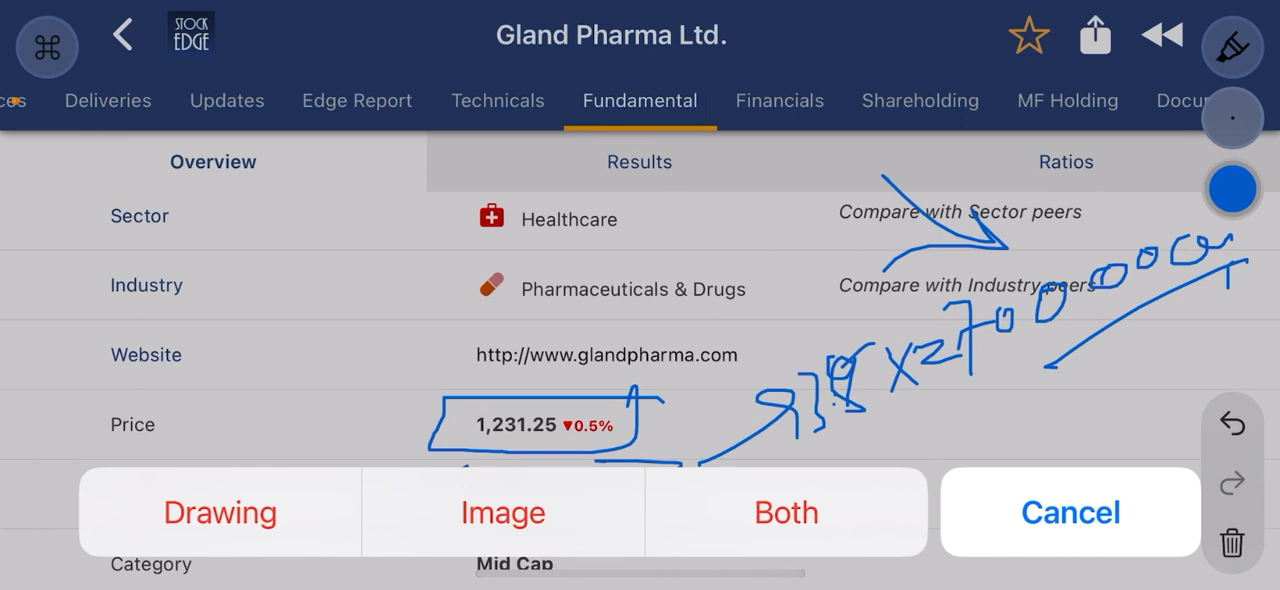 STOCK
EDGE
Gland Pharma Ltd.
Deliveries Updates Edge Report Technicals Fundamental Financials Shareholding MF Holding
Overview Results Ratios
Sector Healthcare Compare with Sector peers
Industry Pharmaceuticals & Drugs Compare with Industry peers
Website http://www.glandpharma.com
Price 1,231.25 ▼0.5%
Drawing Image Both Cancel
Category Mid Cap